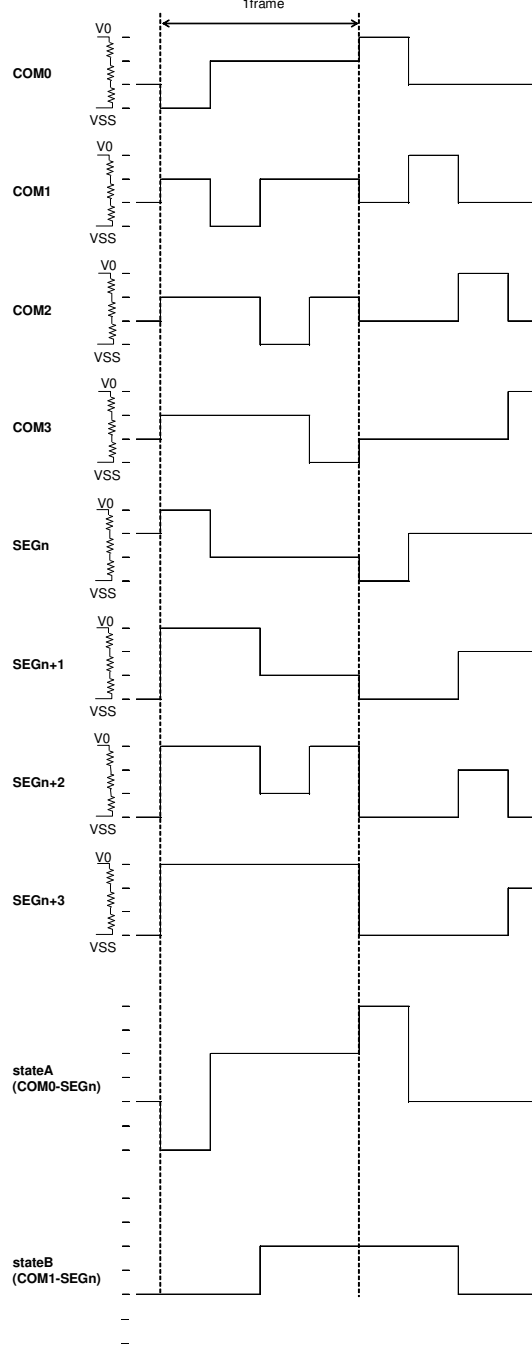 1frame
V0
COM0
VSS
V0
COM1
VSS
V0
COM2
VSS
V0
COM3
VSS
V0
SEGn
VSS
V0
SEGn+1
VSS
V0
SEGn+2
VSS
V0
SEGn+3
VSS
stateA
(COM0-SEGn)
stateB
(COM1-SEGn)